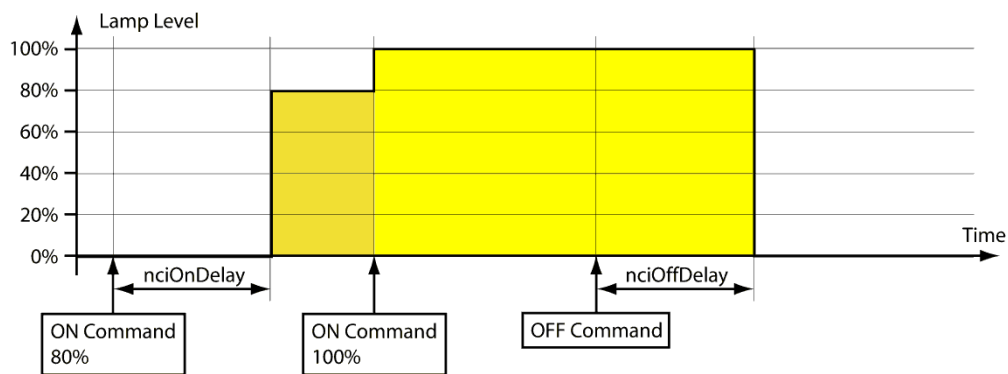 Lamp Level
100%
80%
60%
40%
20%
0%
Time
nciOnDelay
nciOffDelay
ON Command
80%
ON Command
100%
OFF Command